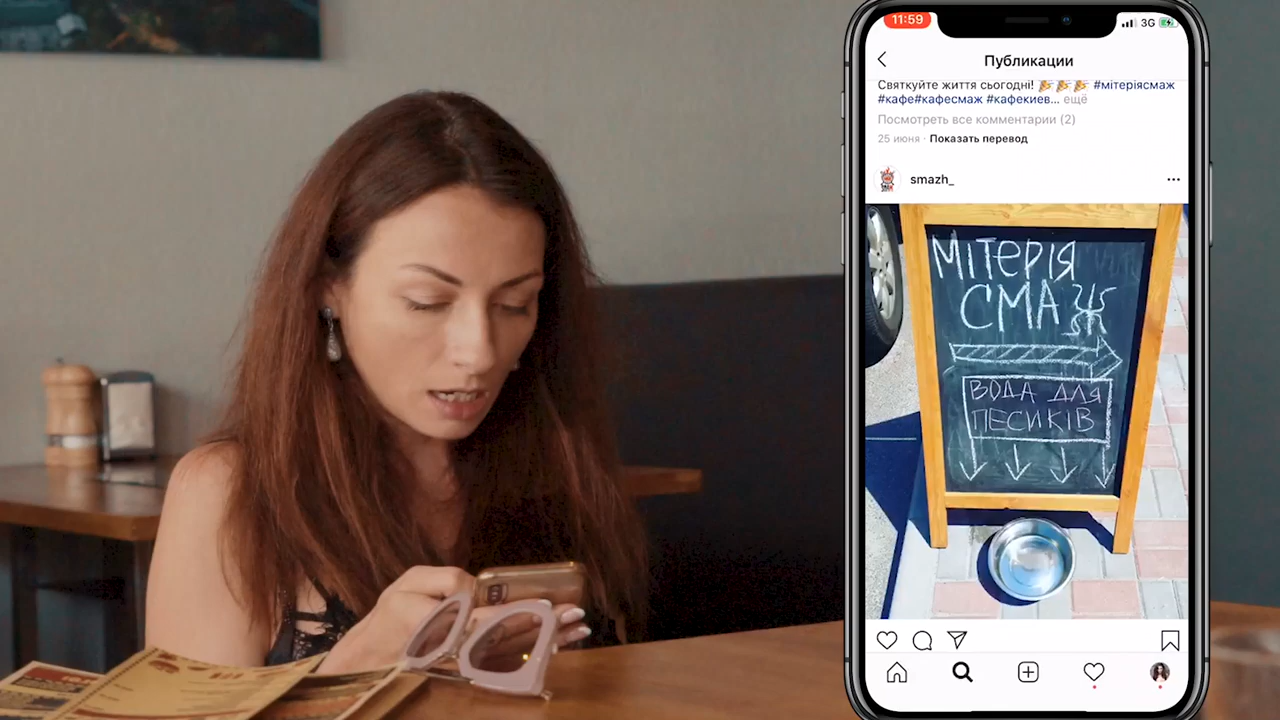 11:59
3G
Публикации
Святкуйте життя сьогодні! #мітеріясмаж
#кафе#кафесмаж #кафекиев... ещё
Посмотреть все комментарии (2)
25 июня · Показать перевод
smazh_
МІТЕРІЯ
СМАЖ
ВОДА ДЛЯ
ПЕСИКІВ